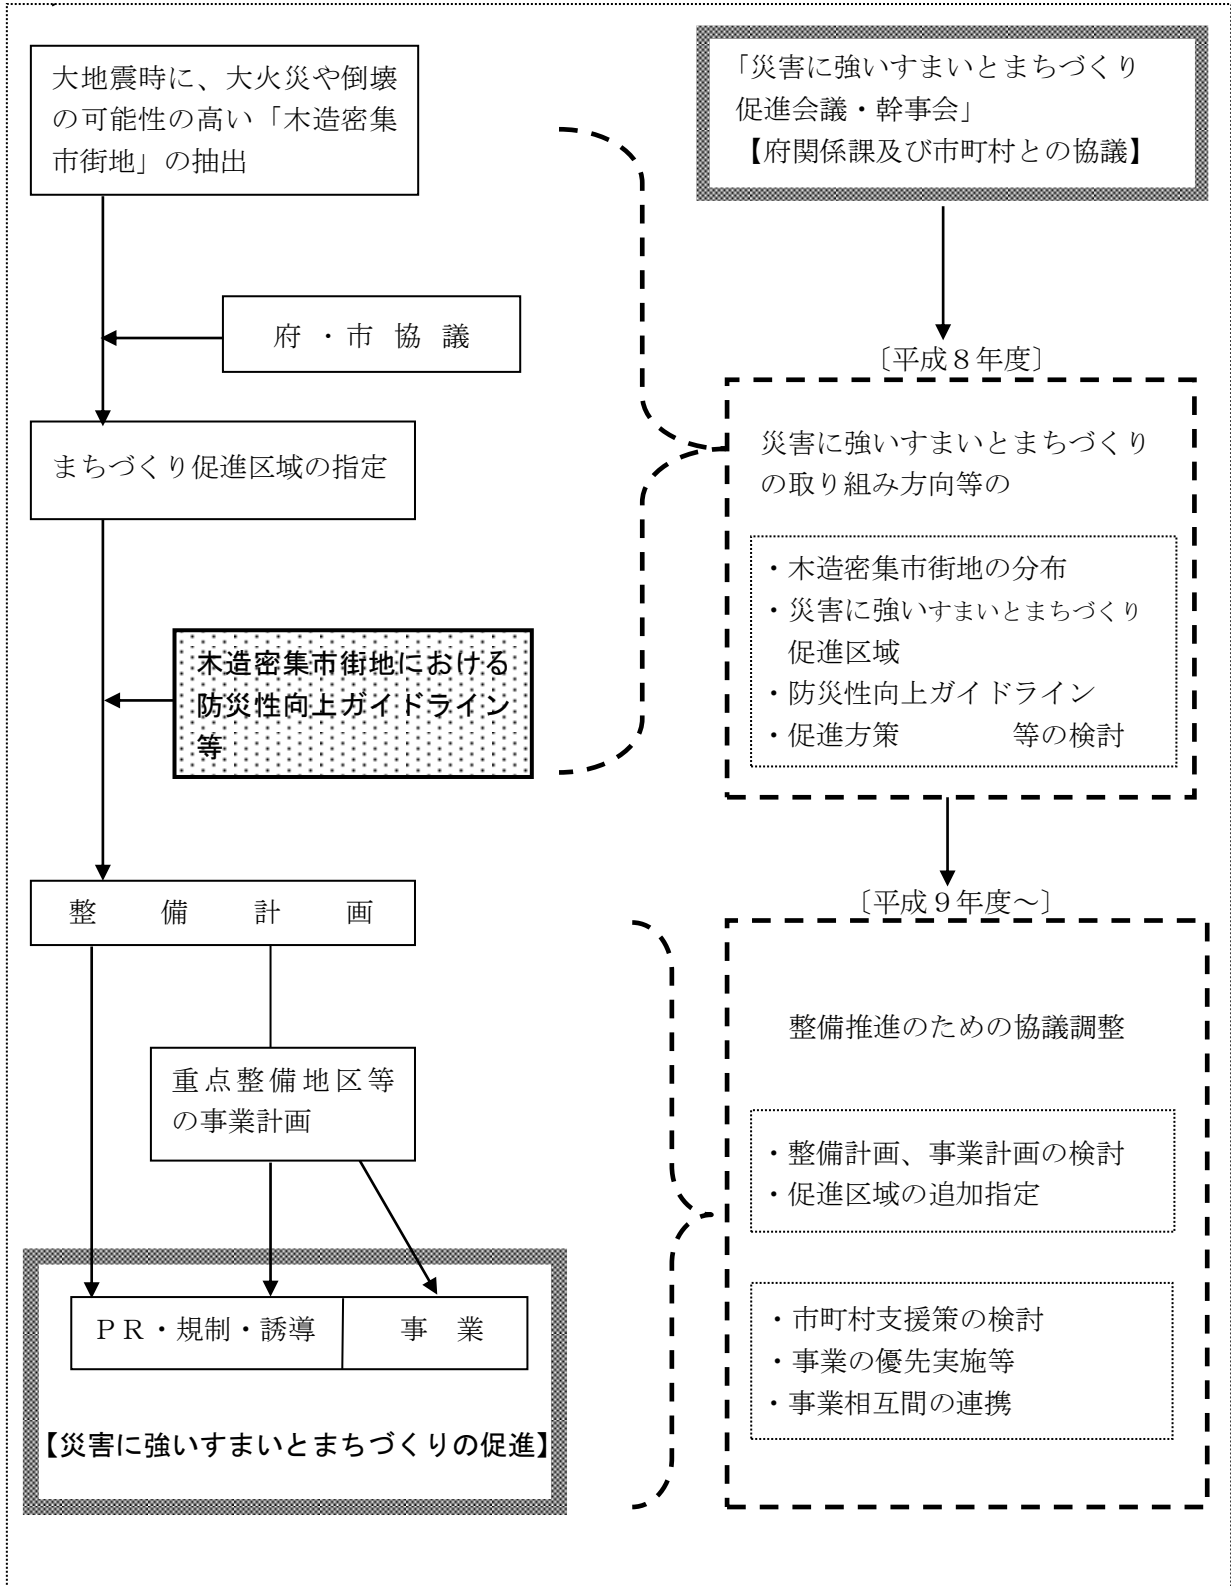 大地震時に、大火災や倒壊
の可能性の高い「木造密集
市街地」の抽出
府・市協議
まちづくり促進区域の指定
木造密集市街地における
防災性向上ガイドライン
等
整備計画
重点整備地区等
の事業計画
PR・規制・誘導
事業
【災害に強いすまいとまちづくりの促進】
「災害に強いすまいとまちづくり
促進会議・幹事会」
【府関係課及び市町村との協議】
〔平成8年度〕
災害に強いすまいとまちづくり
の取り組み方向等の
・木造密集市街地の分布
・災害に強いすまいとまちづくり
促進区域
・防災性向上ガイドライン
・促進方策 等の検討
〔平成9年度～〕
整備推進のための協議調整
・整備計画、事業計画の検討
・促進区域の追加指定
・市町村支援策の検討
・事業の優先実施等
・事業相互間の連携